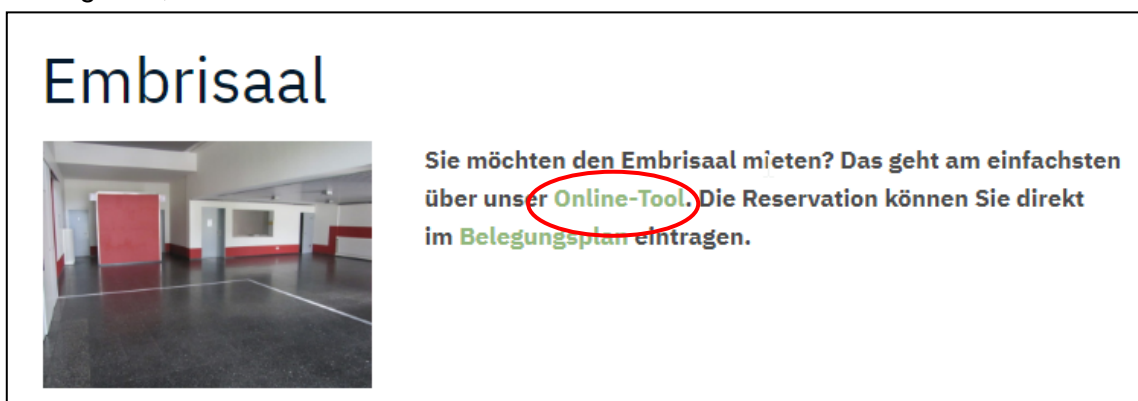 Embrisaal
Sie möchten den Embrisaal mieten? Das geht am einfachsten
über unser Online-Tool. Die Reservation können Sie direkt
im Belegungsplan eintragen.